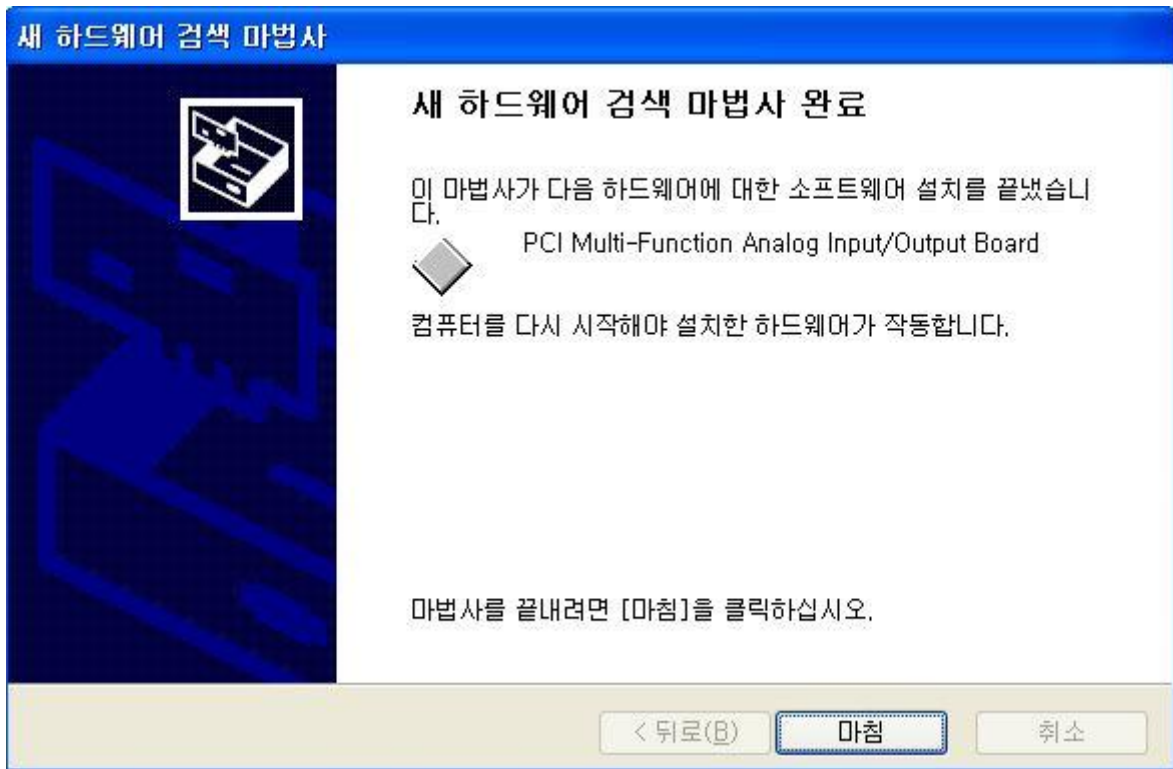 새 하드웨어 검색 마법사
새 하드웨어 검색 마법사 완료
이 마법사가 다음 하드웨어에 대한 소프트웨어 설치를 끝냈습니
다.
PCI Multi-Function Analog Input/Output Board
컴퓨터를 다시 시작해야 설치한 하드웨어가 작동합니다.
마법사를 끝내려면 [마침]을 클릭하십시오.
< 뒤로(B) 마침 취소